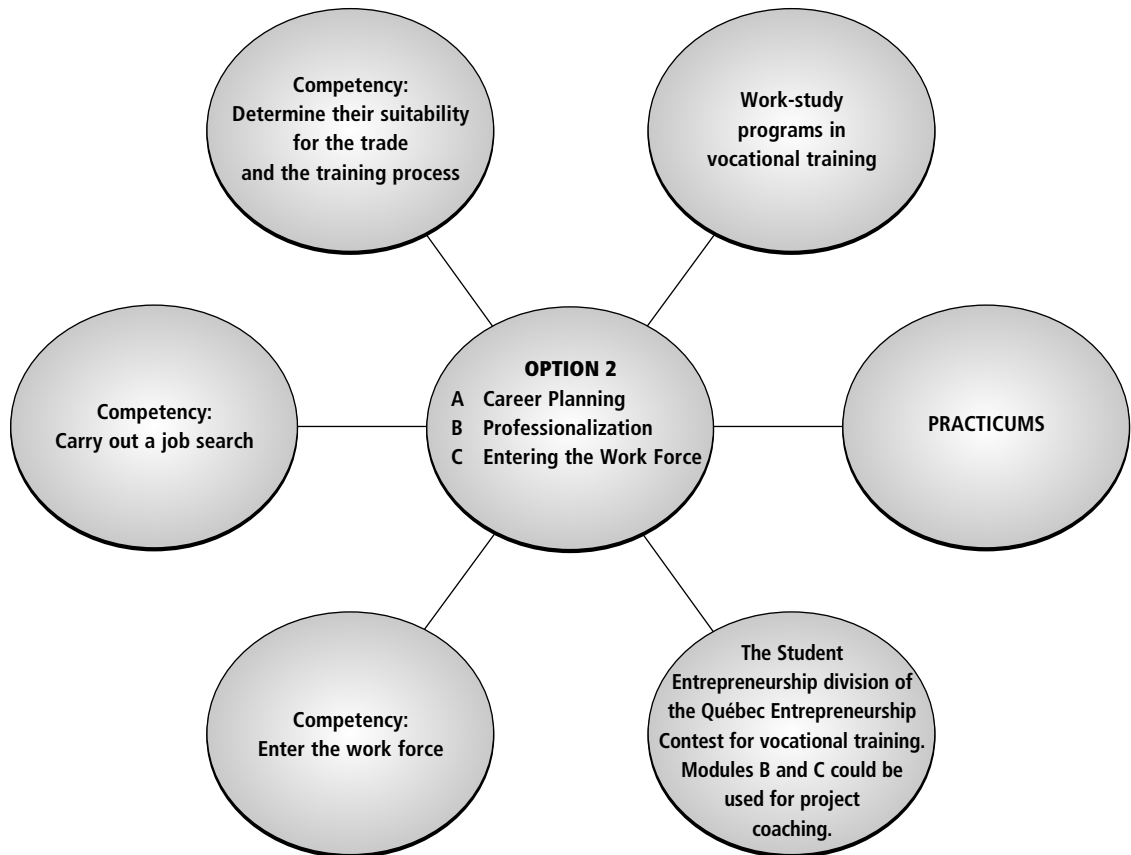 Competency:
Determine their suitability
for the trade
and the training process
Work-study
programs in
vocational training
Competency:
Carry out a job search
OPTION 2
A Career Planning
B Professionalization
C Entering the Work Force
PRACTICUMS
Competency:
Enter the work force
The Student
Entrepreneurship division of
the Québec Entrepreneurship
Contest for vocational training.
Modules B and C could be
used for project
coaching.